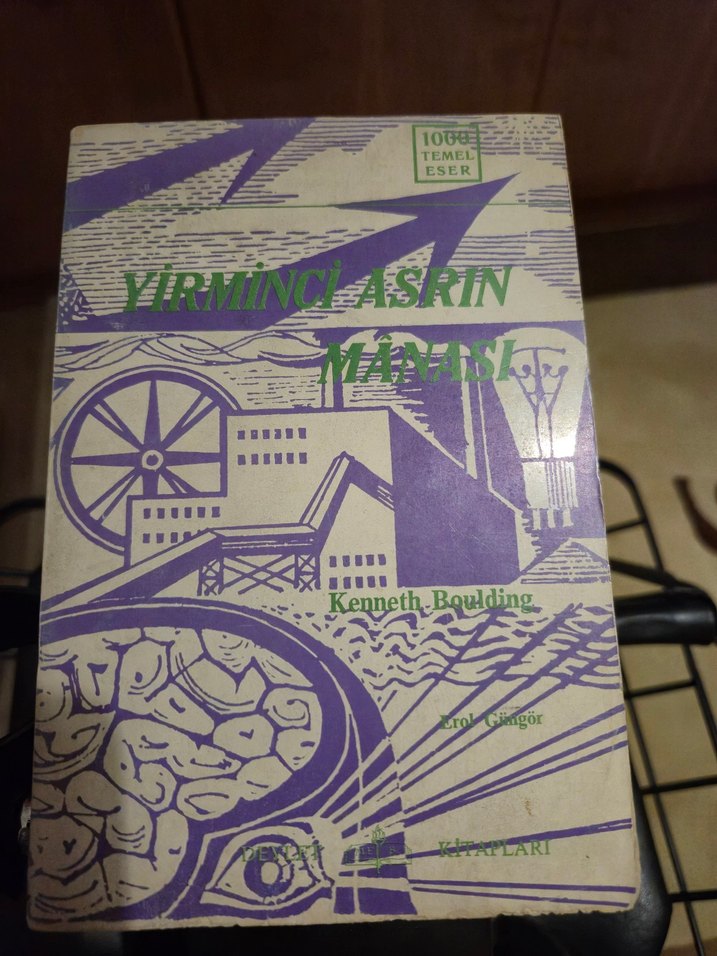 1000
TEMEL
ESER
YİRMİNCİ ASRIN
MÂNASI
Kenneth Boulding
Erol Güngör
DEVLET KİTAPLARI